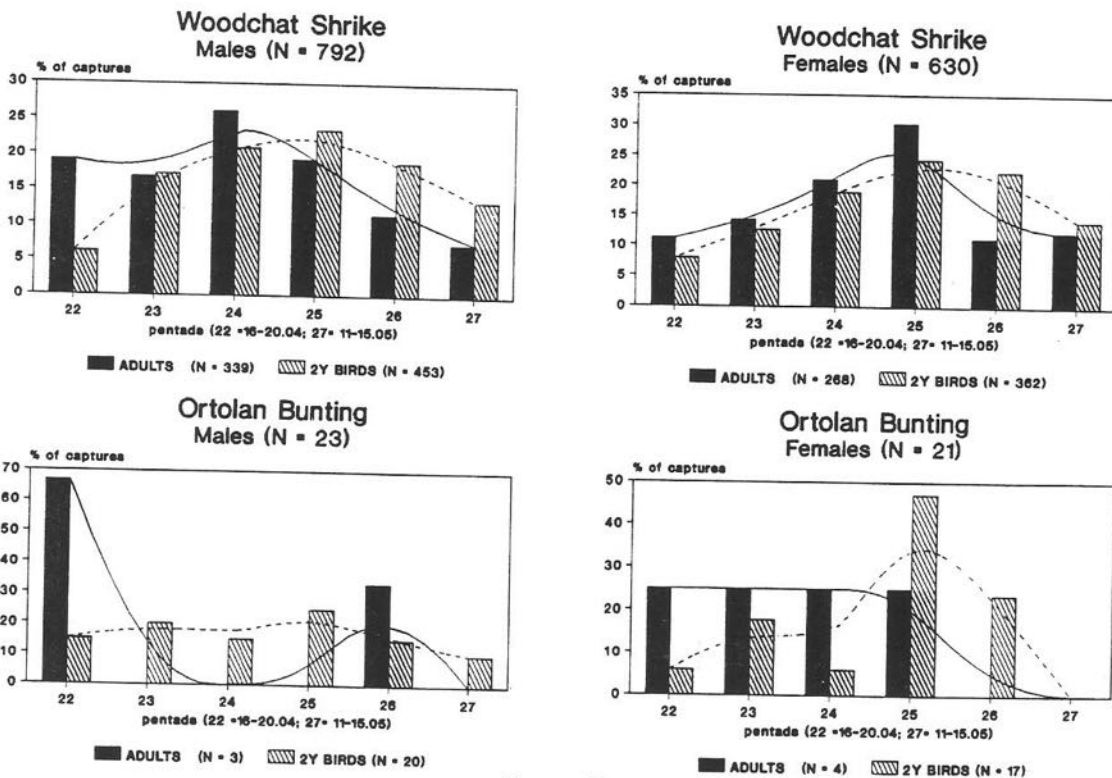 Woodchat Shrike
Males (N = 792)
% of captures
30
25
20
15
10
5
0
22 23 24 25 26 27
pentads (22 =16-20.04; 27= 11-15.05)
ADULTS (N = 339) 2Y BIRDS (N = 453)
Woodchat Shrike
Females (N = 630)
% of captures
35
30
25
20
15
10
5
0
22 23 24 25 26 27
pentade (22 =16-20.04; 27= 11-15.05)
ADULTS (N = 268) 2Y BIRDS (N = 362)
Ortolan Bunting
Males (N = 23)
% of captures
70
60
50
40
30
20
10
0
22 23 24 25 26 27
pentade (22 =16-20.04; 27= 11-15.05)
ADULTS (N = 3) 2Y BIRDS (N = 20)
Ortolan Bunting
Females (N = 21)
% of captures
50
40
30
20
10
0
22 23 24 25 26 27
pentade (22 =16-20.04; 27= 11-15.05)
ADULTS (N = 4) 2Y BIRDS (N = 17)